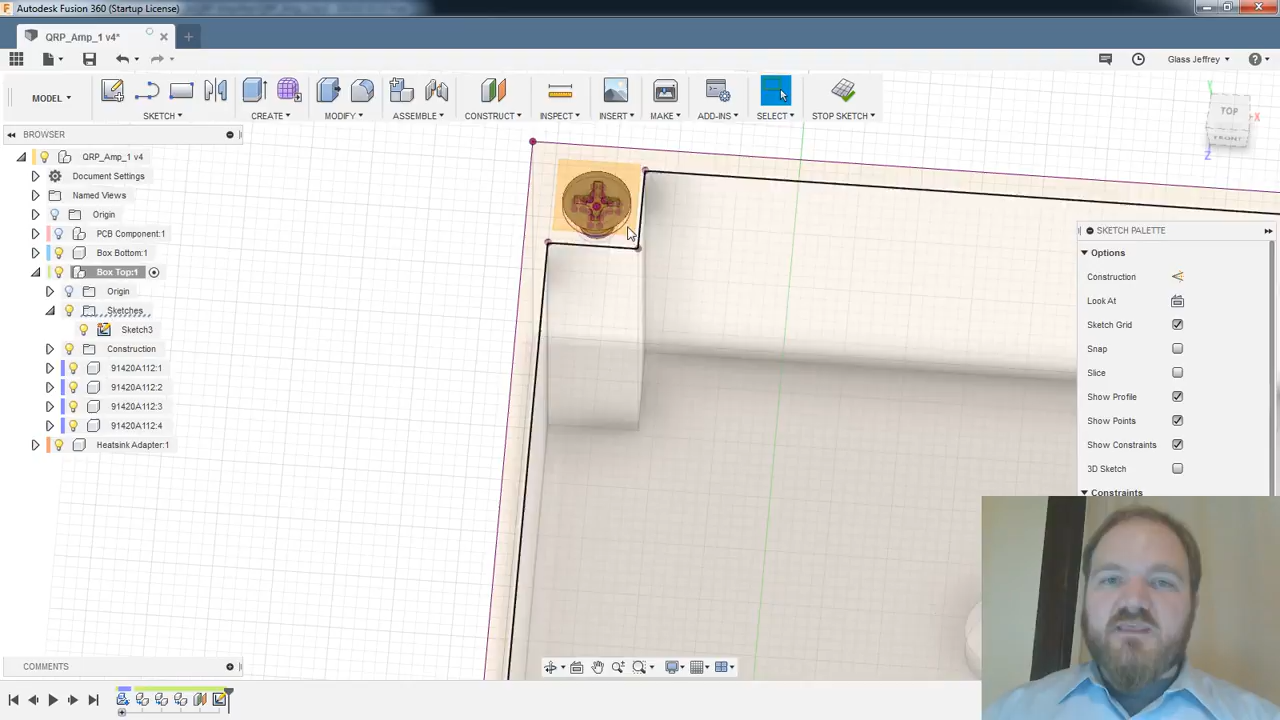 Autodesk Fusion 360 (Startup License)
QRP_Amp_1 v4*
Glass Jeffrey
MODEL
SKETCH
CREATE
MODIFY
ASSEMBLE
CONSTRUCT
INSPECT
INSERT
MAKE
ADD-INS
SELECT
STOP SKETCH
TOP
X
Y
Z
BROWSER
QRP_Amp_1 v4
Document Settings
Named Views
Origin
PCB Component:1
Box Bottom:1
Box Top:1
Origin
Sketches
Sketch3
Construction
91420A112:1
91420A112:2
91420A112:3
91420A112:4
Heatsink Adapter:1
SKETCH PALETTE
Options
Construction
Look At
Sketch Grid
Snap
Slice
Show Profile
Show Points
Show Constraints
3D Sketch
Constraints
COMMENTS